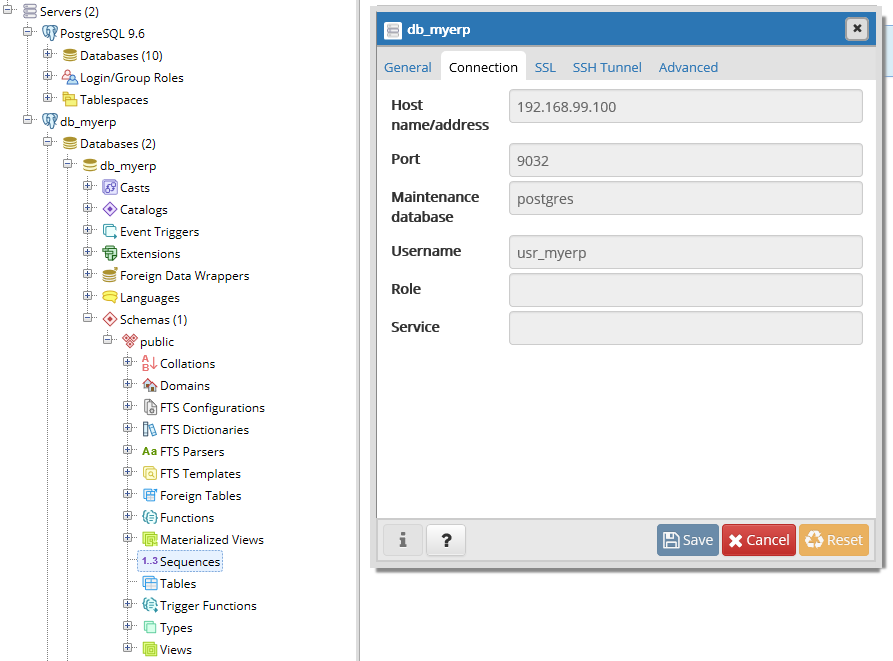 Servers (2)
PostgreSQL 9.6
Databases (10)
Login/Group Roles
Tablespaces
db_myerp
Databases (2)
db_myerp
Casts
Catalogs
Event Triggers
Extensions
Foreign Data Wrappers
Languages
Schemas (1)
public
Collations
Domains
FTS Configurations
FTS Dictionaries
Aa FTS Parsers
FTS Templates
Foreign Tables
Functions
Materialized Views
1..3 Sequences
Tables
Trigger Functions
Types
Views
db_myerp
General Connection SSL SSH Tunnel Advanced
Host name/address 192.168.99.100
Port 9032
Maintenance database postgres
Username usr_myerp
Role
Service
i ? Save Cancel Reset